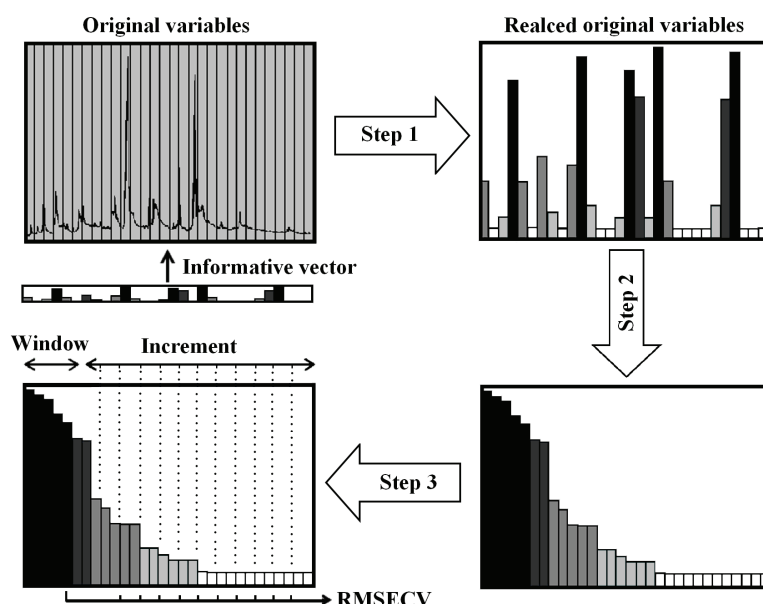 Original variables
Realced original variables
Step 1
Informative vector
Step 2
Window
Increment
Step 3
RMSECV